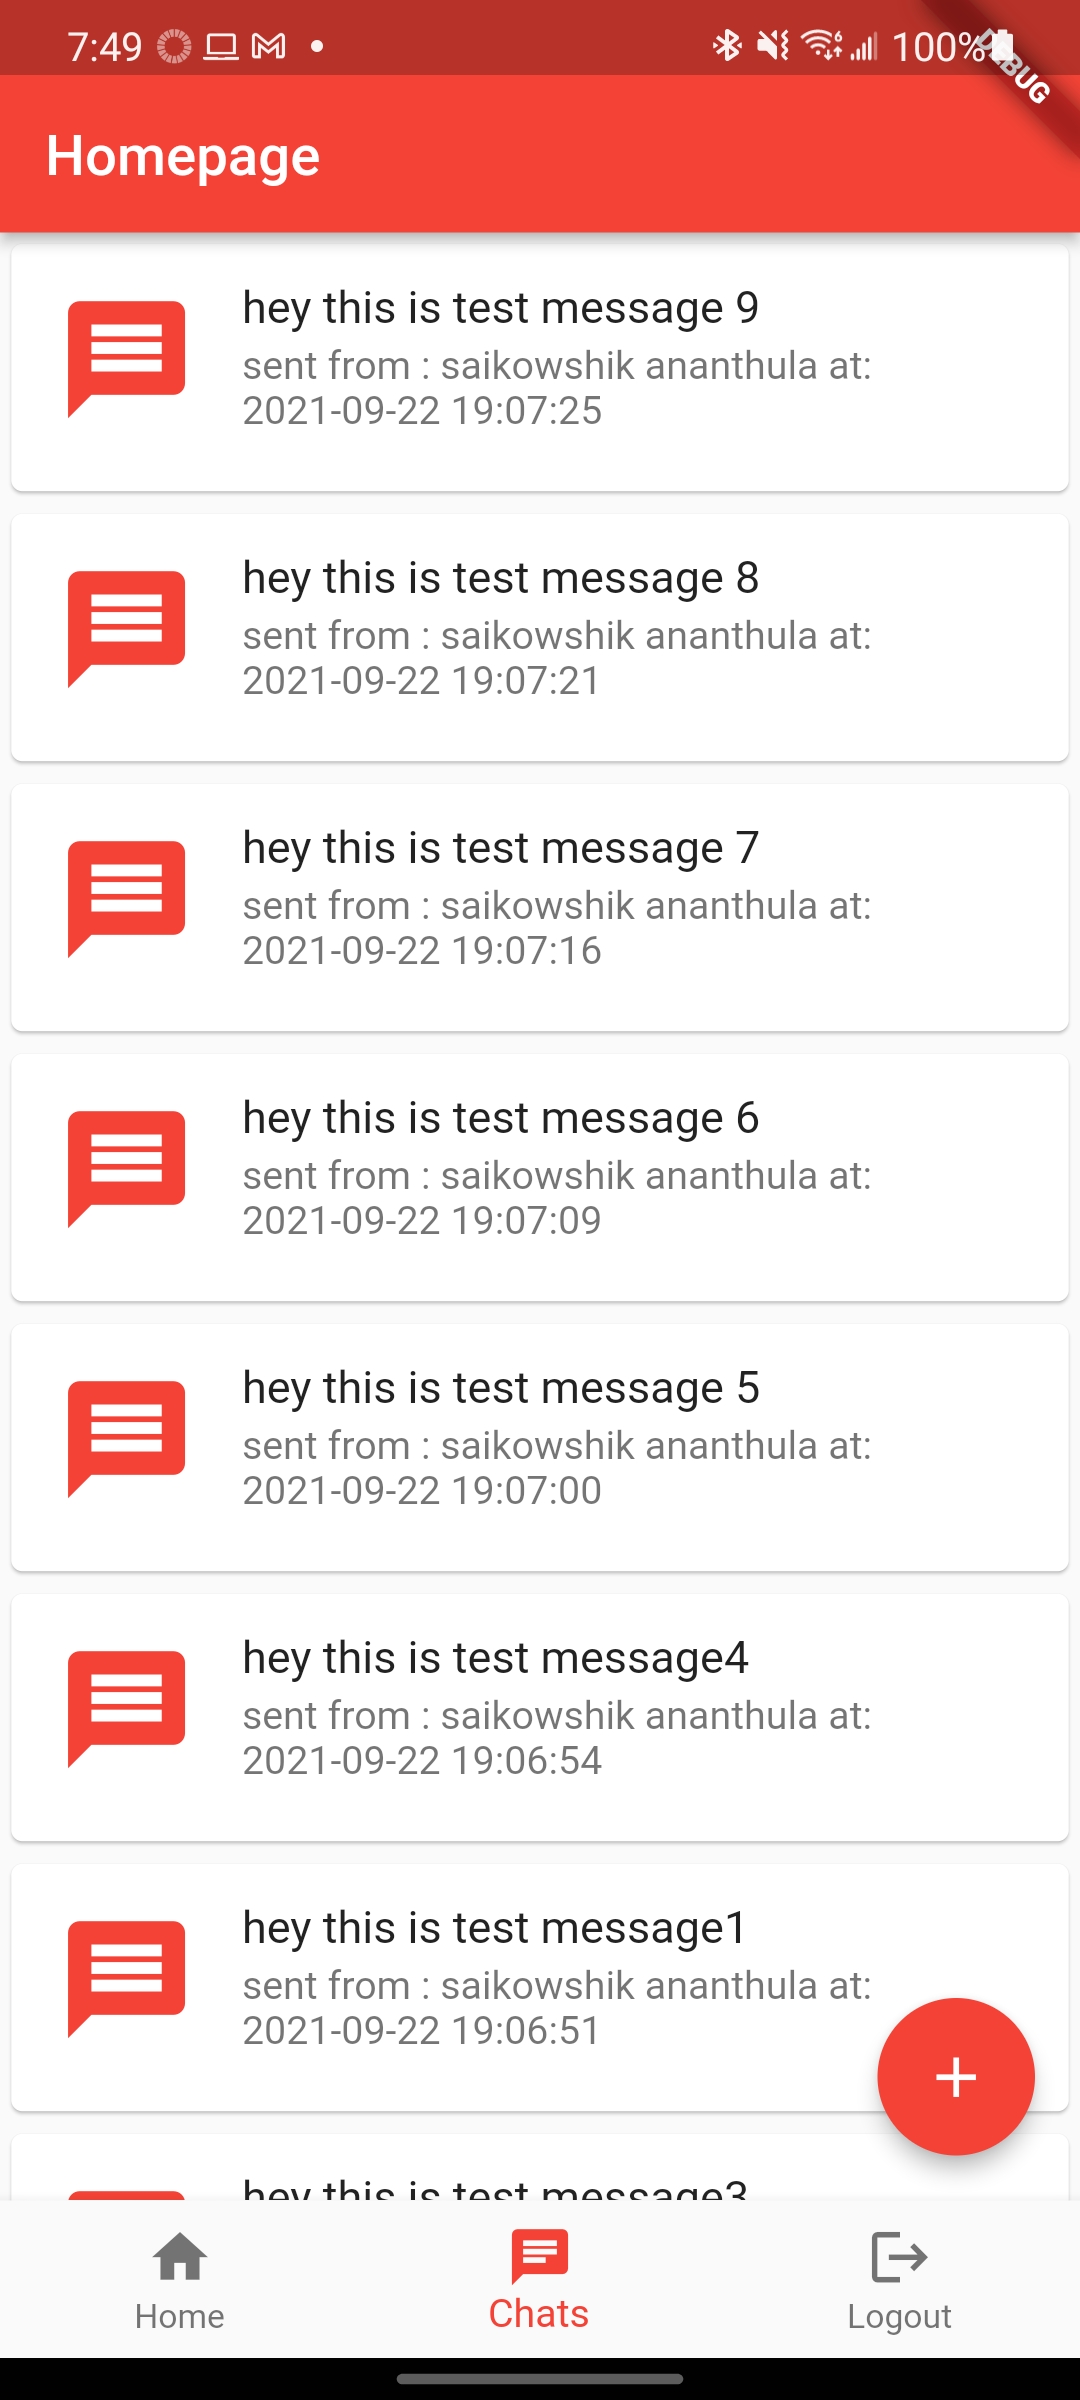 7:49
100%
DEBUG
Homepage
hey this is test message 9
sent from : saikowshik ananthula at:
2021-09-22 19:07:25
hey this is test message 8
sent from : saikowshik ananthula at:
2021-09-22 19:07:21
hey this is test message 7
sent from : saikowshik ananthula at:
2021-09-22 19:07:16
hey this is test message 6
sent from : saikowshik ananthula at:
2021-09-22 19:07:09
hey this is test message 5
sent from : saikowshik ananthula at:
2021-09-22 19:07:00
hey this is test message4
sent from : saikowshik ananthula at:
2021-09-22 19:06:54
hey this is test message1
sent from : saikowshik ananthula at:
2021-09-22 19:06:51
hey this is test message3
Home
Chats
Logout